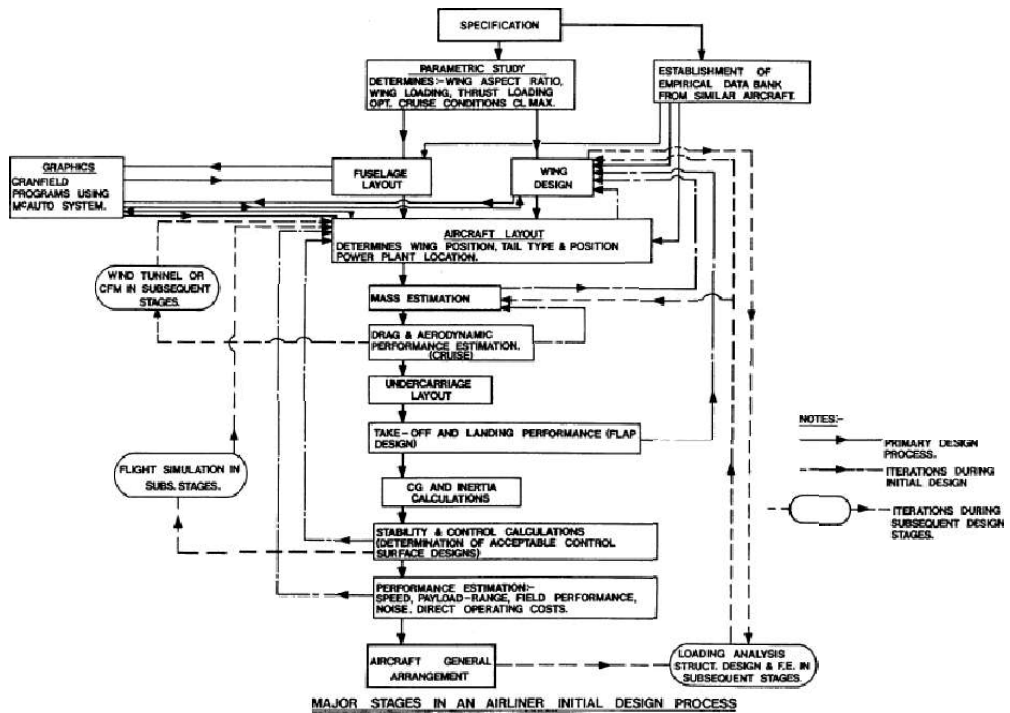 SPECIFICATION
PARAMETRIC STUDY
DETERMINES:- WING ASPECT RATIO,
WING LOADING, THRUST LOADING
OPT. CRUISE CONDITIONS CL MAX.
ESTABLISHMENT OF
EMPIRICAL DATA BANK
FROM SIMILAR AIRCRAFT.
GRAPHICS
CRANFIELD
PROGRAMS USING
McAUTO SYSTEM.
FUSELAGE
LAYOUT
WING
DESIGN
AIRCRAFT LAYOUT
DETERMINES WING POSITION, TAIL TYPE & POSITION
POWER PLANT LOCATION.
WIND TUNNEL OR
CFM IN SUBSEQUENT
STAGES.
MASS ESTIMATION
DRAG & AERODYNAMIC
PERFORMANCE ESTIMATION.
(CRUISE)
UNDERCARRIAGE
LAYOUT
TAKE-OFF AND LANDING PERFORMANCE (FLAP
DESIGN)
FLIGHT SIMULATION IN
SUBS. STAGES.
CG AND INERTIA
CALCULATIONS
STABILITY & CONTROL CALCULATIONS
(DETERMINATION OF ACCEPTABLE CONTROL
SURFACE DESIGNS)
PERFORMANCE ESTIMATION:-
SPEED, PAYLOAD-RANGE, FIELD PERFORMANCE,
NOISE. DIRECT OPERATING COSTS.
AIRCRAFT GENERAL
ARRANGEMENT
LOADING ANALYSIS
STRUCT. DESIGN & F.E. IN
SUBSEQUENT STAGES.
NOTES:-
PRIMARY DESIGN
PROCESS.
ITERATIONS DURING
INITIAL DESIGN
ITERATIONS DURING
SUBSEQUENT DESIGN
STAGES.
MAJOR STAGES IN AN AIRLINER INITIAL DESIGN PROCESS